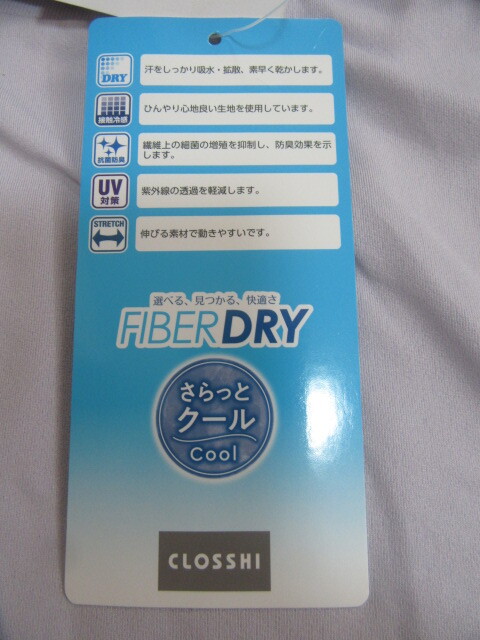 DRY
汗をしっかり吸水・拡散、素早く乾かします。
接触冷感
ひんやり心地良い生地を使用しています。
抗菌防臭
繊維上の細菌の増殖を抑制し、防臭効果を示
します。
UV
対策
紫外線の透過を軽減します。
STRETCH
伸びる素材で動きやすいです。
選べる、見つかる、快適さ
FIBERDRY
さらっと
クール
Cool
CLOSSHI